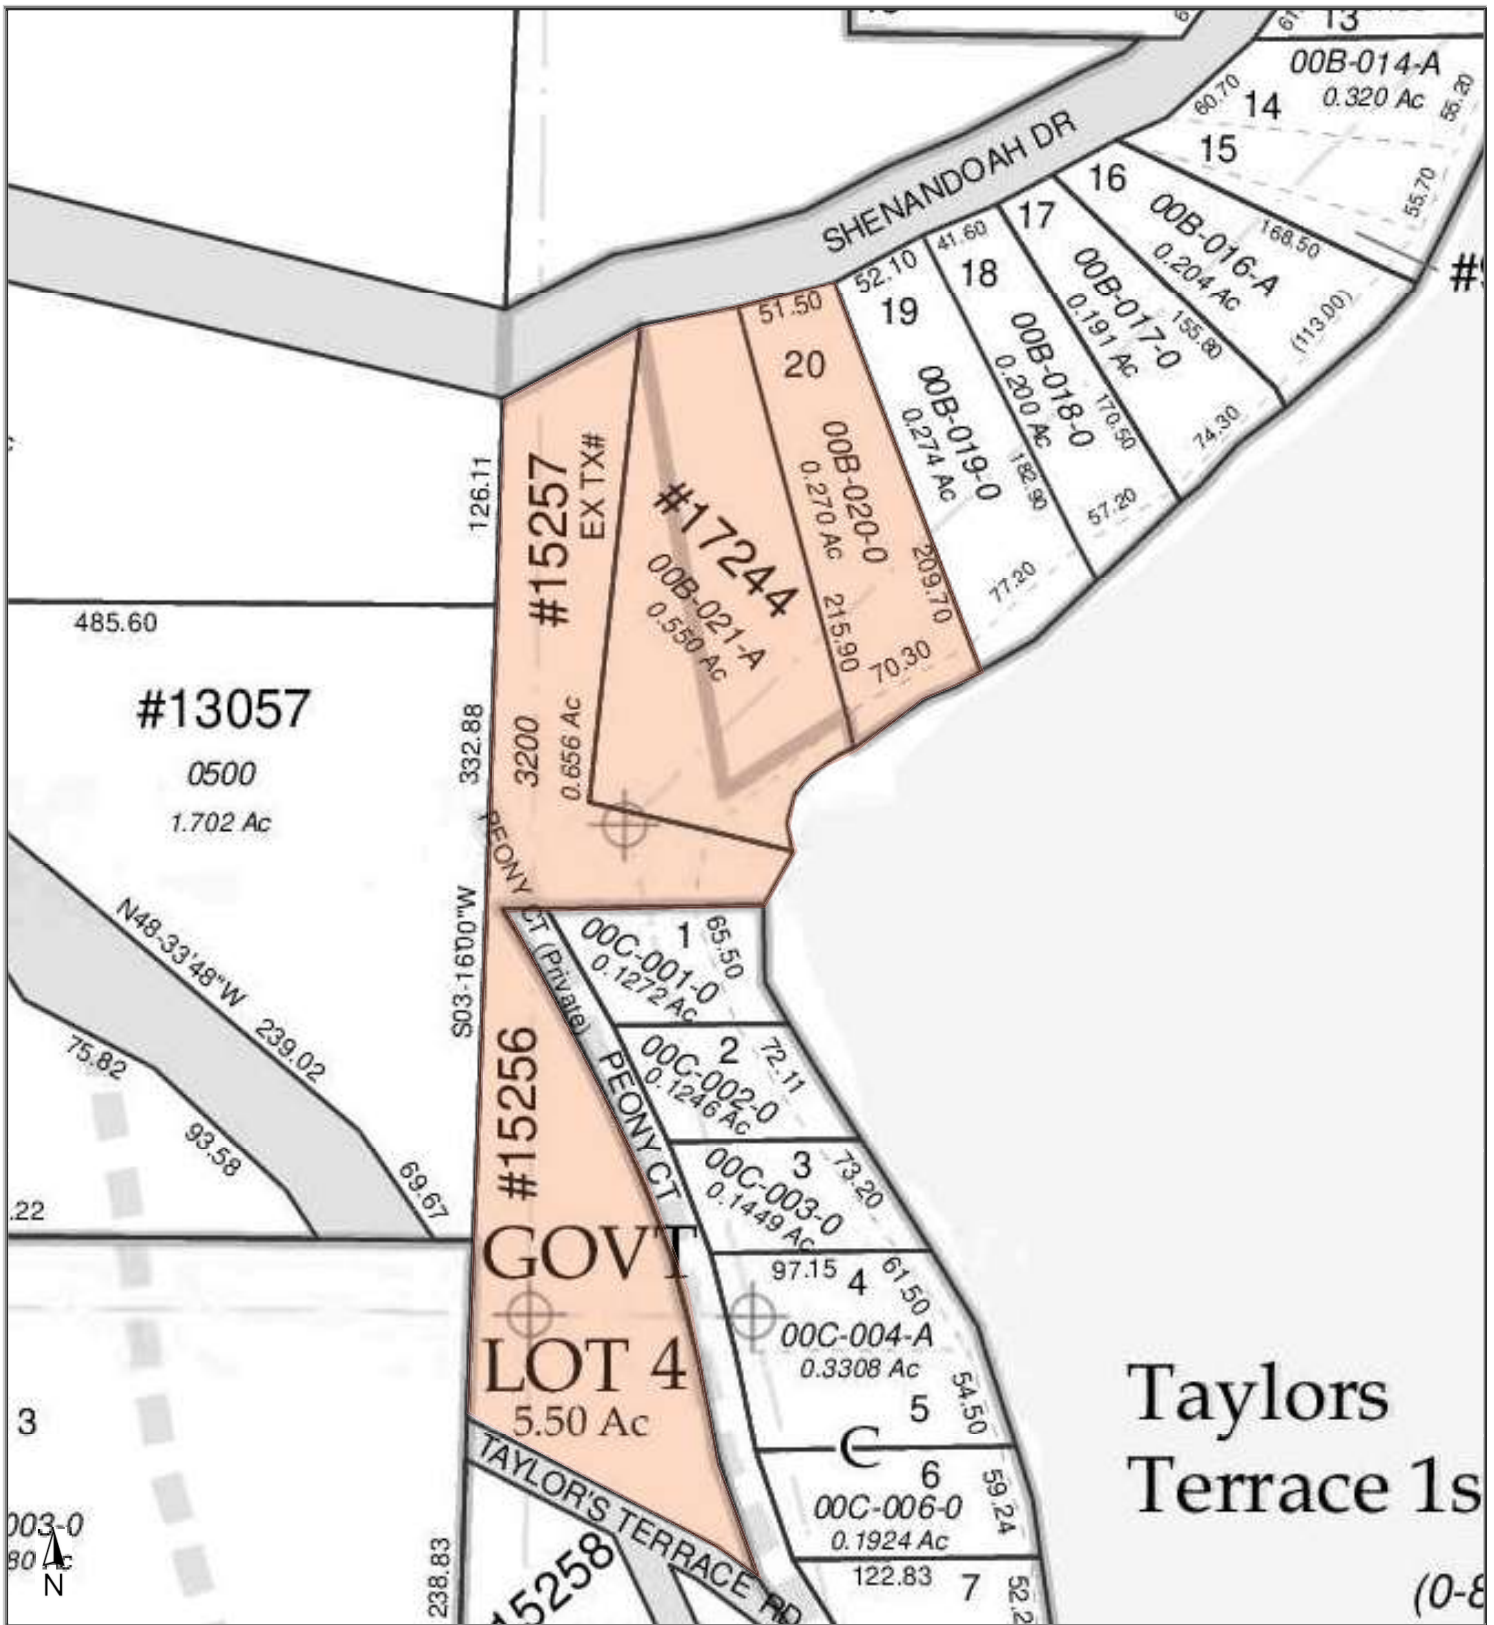 13
00B-014-A
0.320 Ac
14
60.70
55.20
15
55.70
SHENANDOAH DR
16
00B-016-A
0.204 Ac
168.50
(113.00)
17
00B-017-0
0.191 Ac
155.80
74.30
41.60
18
00B-018-0
0.200 Ac
170.50
57.20
52.10
19
00B-019-0
0.274 Ac
182.90
77.20
51.50
20
00B-020-0
0.270 Ac
209.70
215.90
70.30
#17244
00B-021-A
0.550 Ac
#15257
EX TX#
3200
0.656 Ac
126.11
485.60
#13057
0500
1.702 Ac
332.88
S03-16'00"W
N48-33'48"W
239.02
75.82
93.58
69.67
.22
PEONY CT (Private)
PEONY CT
1
65.50
00C-001-0
0.1272 Ac
2
72.11
00C-002-0
0.1246 Ac
3
73.20
00C-003-0
0.1449 Ac
97.15
4
61.50
00C-004-A
0.3308 Ac
5
54.50
C
6
59.24
00C-006-0
0.1924 Ac
122.83
7
52.2
#15256
GOVT
LOT 4
5.50 Ac
TAYLOR'S TERRACE RD
15258
238.83
3
003-0
80 Ac
N
Taylors
Terrace 1s
(0-8